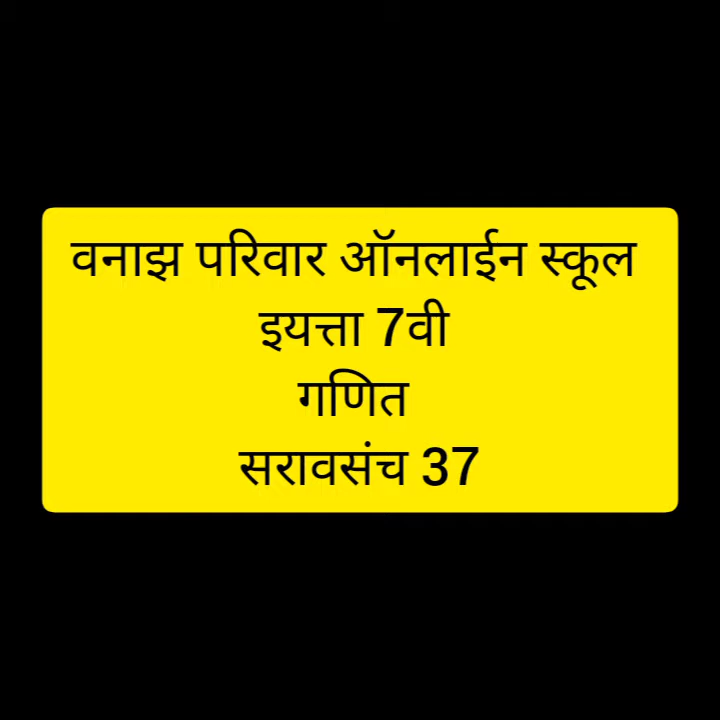 वनाझ परिवार ऑनलाईन स्कूल
इयत्ता 7वी
गणित
सरावसंच 37